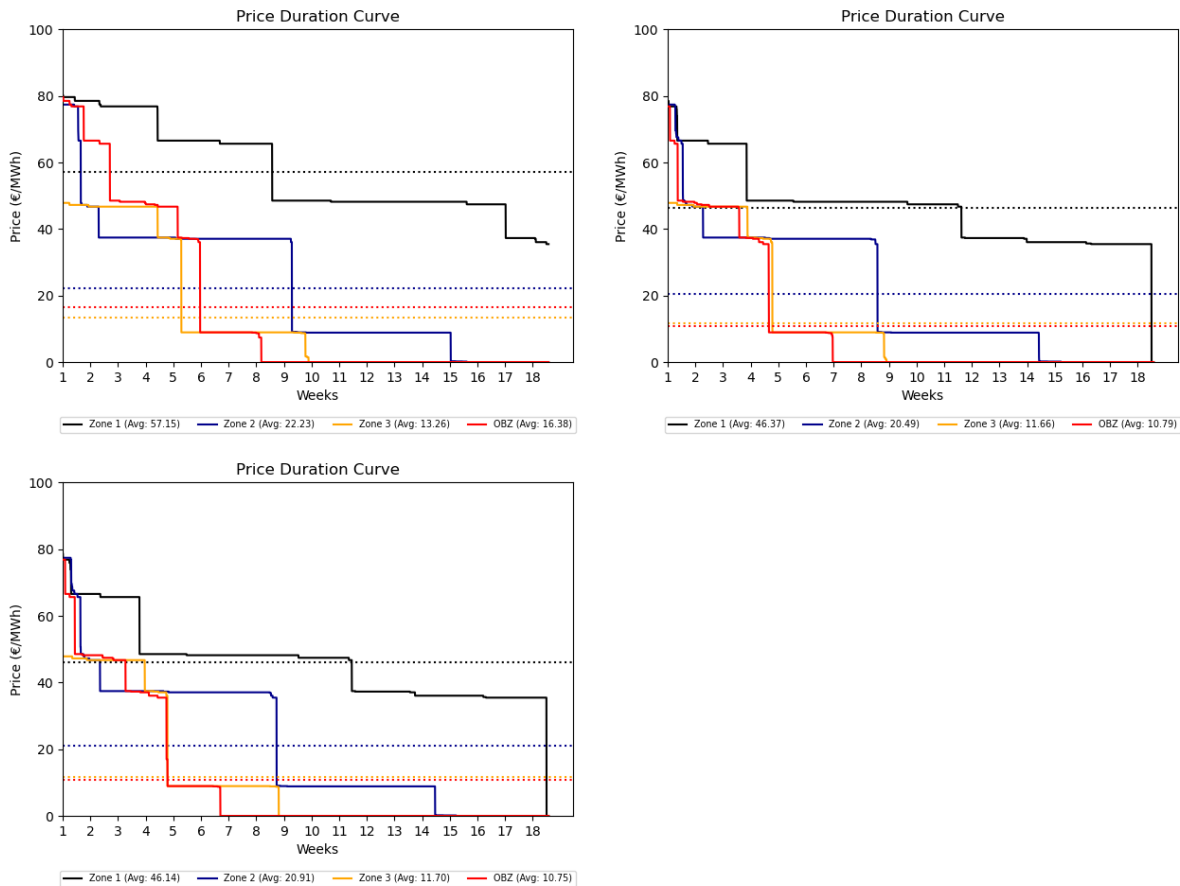 Price Duration Curve
100
80
60
40
20
0
Price (€/MWh)
1 2 3 4 5 6 7 8 9 10 11 12 13 14 15 16 17 18
Weeks
Zone 1 (Avg: 57.15) Zone 2 (Avg: 22.23) Zone 3 (Avg: 13.26) OBZ (Avg: 16.38)
Price Duration Curve
100
80
60
40
20
0
Price (€/MWh)
1 2 3 4 5 6 7 8 9 10 11 12 13 14 15 16 17 18
Weeks
Zone 1 (Avg: 46.37) Zone 2 (Avg: 20.49) Zone 3 (Avg: 11.66) OBZ (Avg: 10.79)
Price Duration Curve
100
80
60
40
20
0
Price (€/MWh)
1 2 3 4 5 6 7 8 9 10 11 12 13 14 15 16 17 18
Weeks
Zone 1 (Avg: 46.14) Zone 2 (Avg: 20.91) Zone 3 (Avg: 11.70) OBZ (Avg: 10.75)